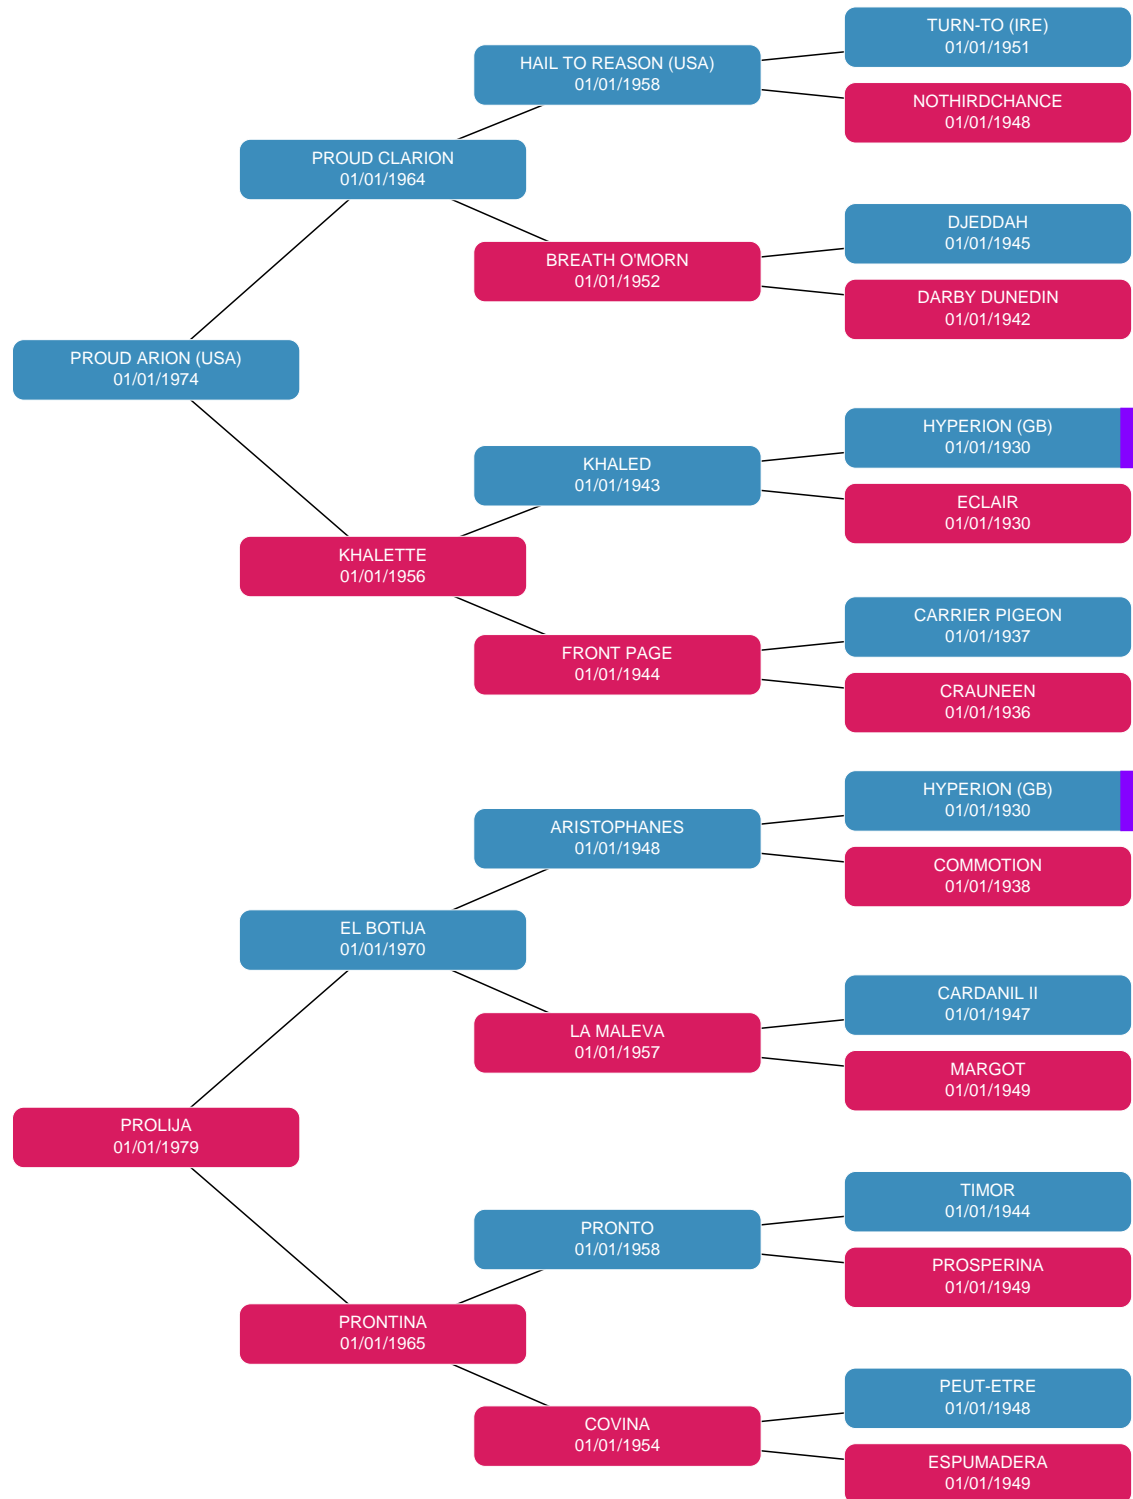 TURN-TO (IRE)
01/01/1951
HAIL TO REASON (USA)
01/01/1958
NOTHIRDCHANCE
01/01/1948
PROUD CLARION
01/01/1964
DJEDDAH
01/01/1945
BREATH O'MORN
01/01/1952
DARBY DUNEDIN
01/01/1942
PROUD ARION (USA)
01/01/1974
HYPERION (GB)
01/01/1930
KHALED
01/01/1943
ECLAIR
01/01/1930
KHALETTE
01/01/1956
CARRIER PIGEON
01/01/1937
FRONT PAGE
01/01/1944
CRAUNEEN
01/01/1936
HYPERION (GB)
01/01/1930
ARISTOPHANES
01/01/1948
COMMOTION
01/01/1938
EL BOTIJA
01/01/1970
CARDANIL II
01/01/1947
LA MALEVA
01/01/1957
MARGOT
01/01/1949
PROLIJA
01/01/1979
TIMOR
01/01/1944
PRONTO
01/01/1958
PROSPERINA
01/01/1949
PRONTINA
01/01/1965
PEUT-ETRE
01/01/1948
COVINA
01/01/1954
ESPUMADERA
01/01/1949